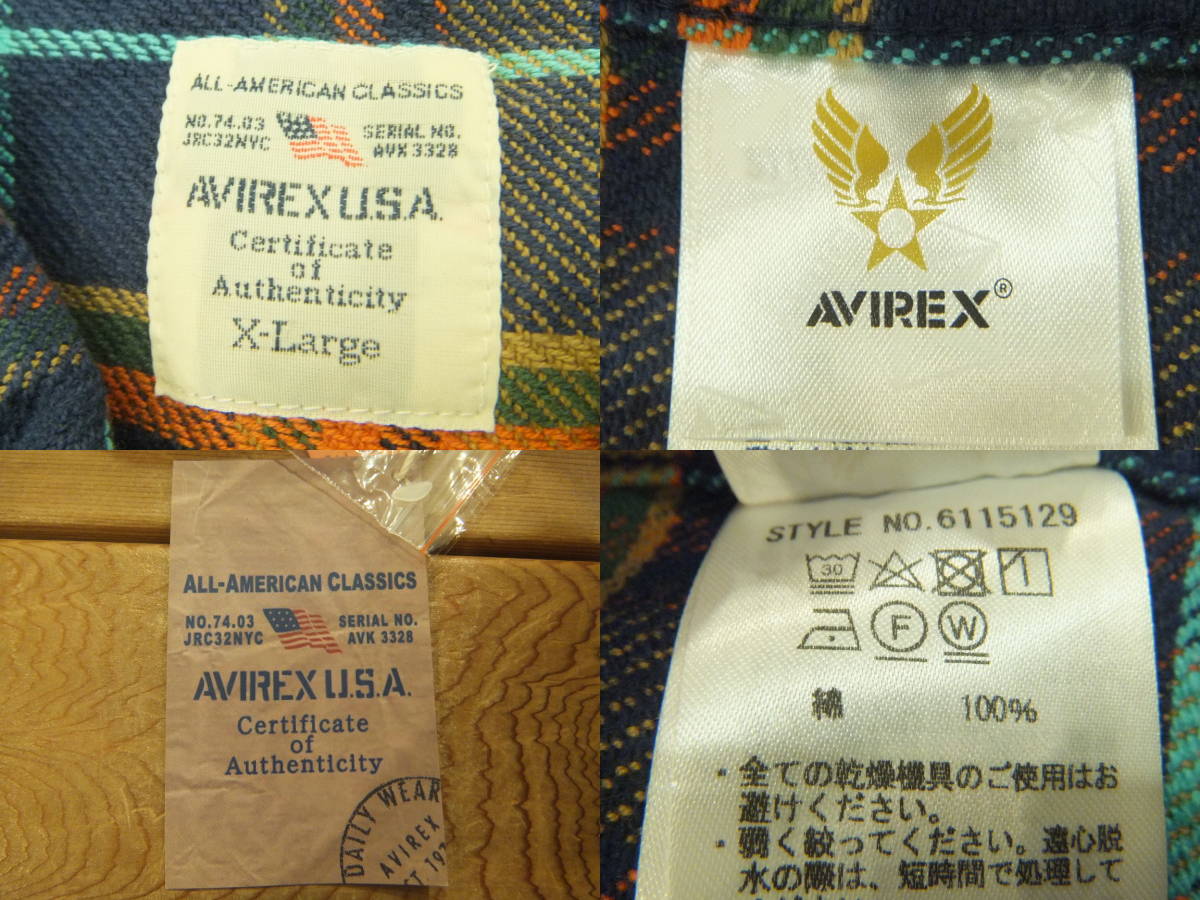 ALL-AMERICAN CLASSICS
NO.74.03
JRC32NYC
SERIAL NO.
AVK 3328
AVIREX U.S.A.
Certificate
of
Authenticity
X-Large
AVIREX®
ALL-AMERICAN CLASSICS
NO.74.03
JRC32NYC
SERIAL NO.
AVK 3328
AVIREX U.S.A.
Certificate
of
Authenticity
DAILY WEAR
AVIREX
STYLE NO.6115129
30
F
W
綿 100%
・全ての乾燥機具のご使用はお
避けください。
・弱く絞ってください。遠心脱
水の際は、短時間で処理して